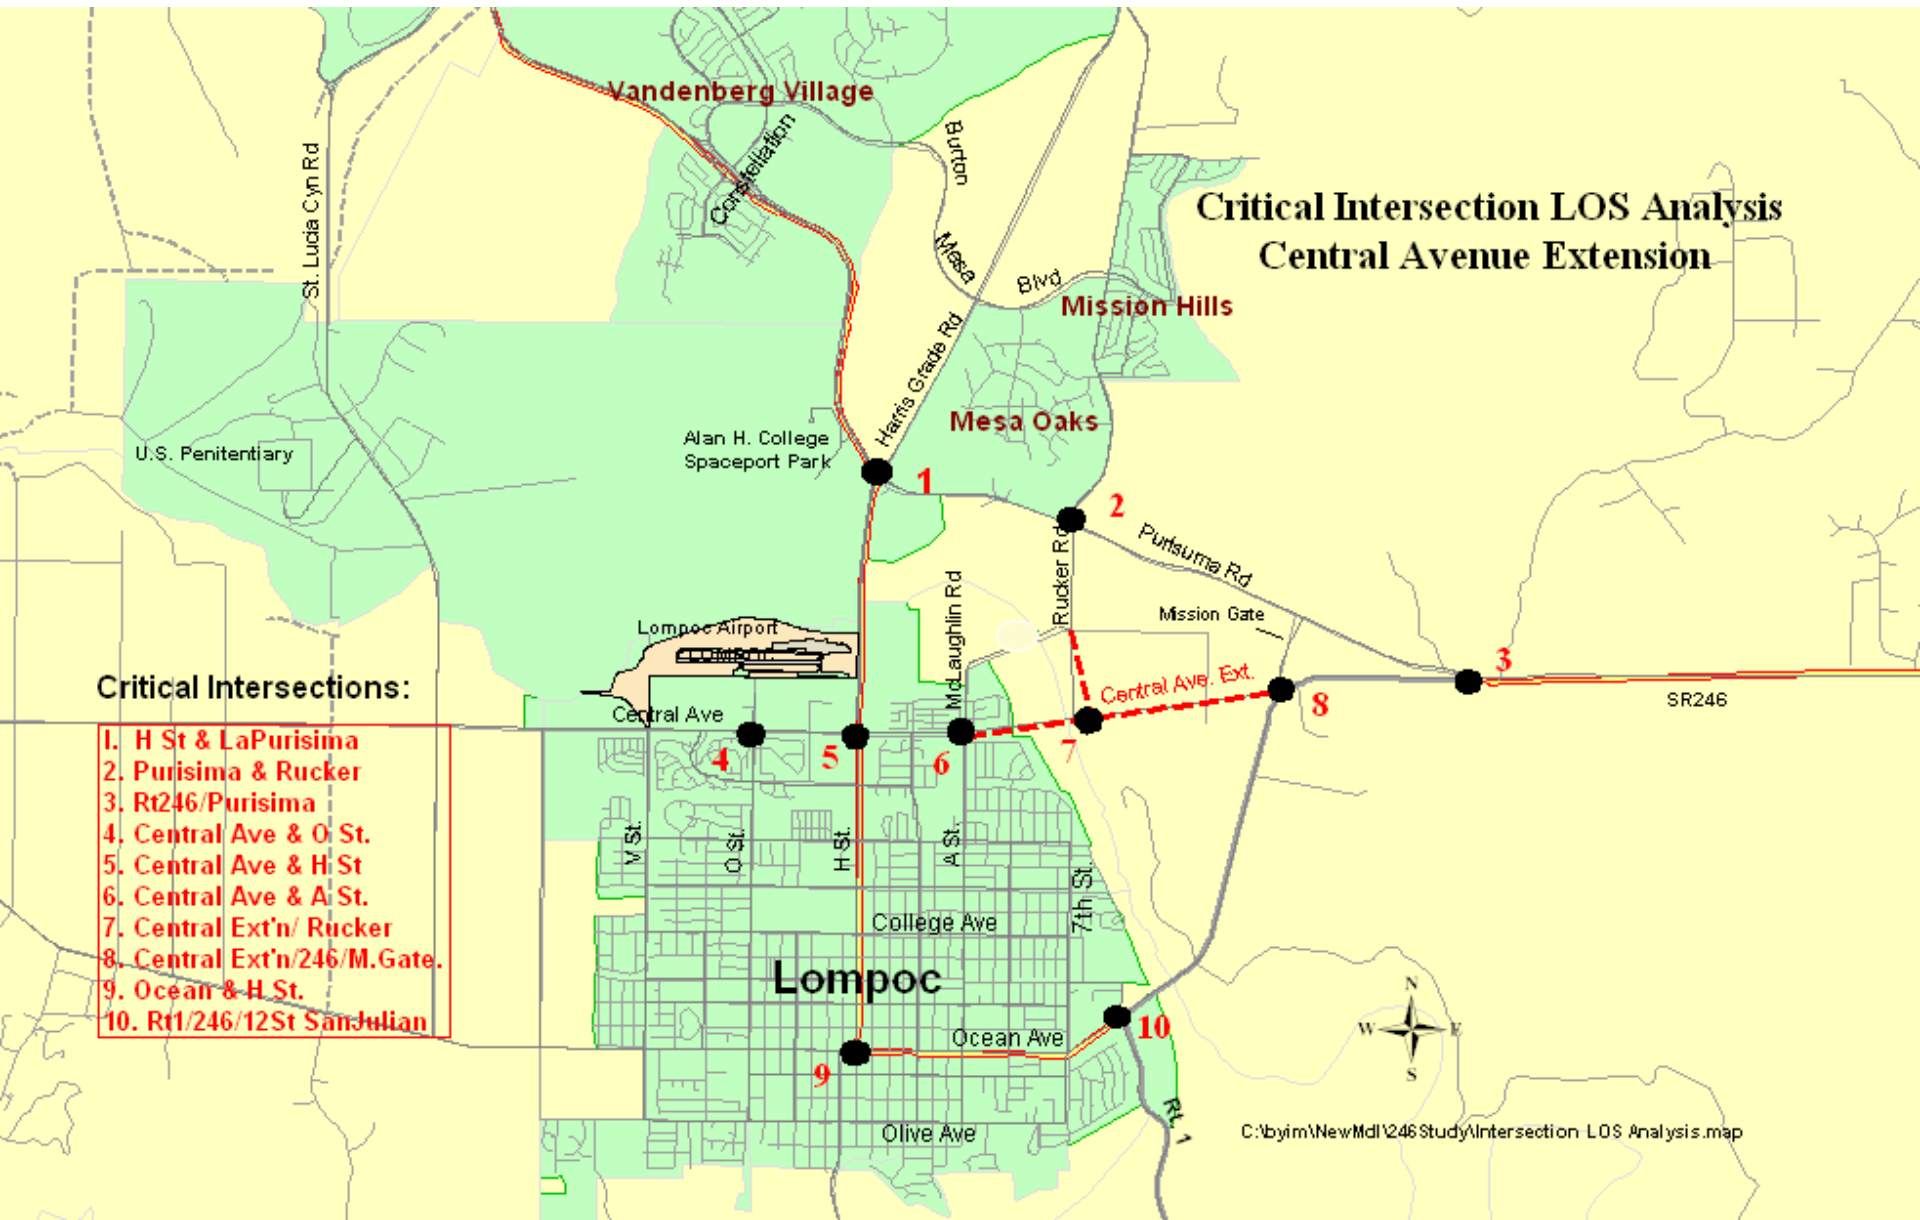 Vandenberg Village
Constellation
Burton
Mesa
Blvd
St. Lucia Cyn Rd
Critical Intersection LOS Analysis
Central Avenue Extension
Mission Hills
Harris Grade Rd
Mesa Oaks
Alan H. College
Spaceport Park
U.S. Penitentiary
1
2
Purisuma Rd
Rucker Rd
McLaughlin Rd
Mission Gate
Lompoc Airport
Central Ave. Ext.
3
SR246
8
7
Central Ave
4
5
6
Critical Intersections:
I. H St & LaPurisima
2. Purisima & Rucker
3. Rt246/Purisima
4. Central Ave & O St.
5. Central Ave & H St
6. Central Ave & A St.
7. Central Ext'n/ Rucker
8. Central Ext'n/246/M.Gate.
9. Ocean & H St.
10. Rt1/246/12St SanJulian
V St.
O St.
H St.
A St.
7th St.
College Ave
Lompoc
Ocean Ave
10
9
Olive Ave
Rt. 1
N
W
E
S
C:\byim\NewMdl\246Study\Intersection LOS Analysis.map